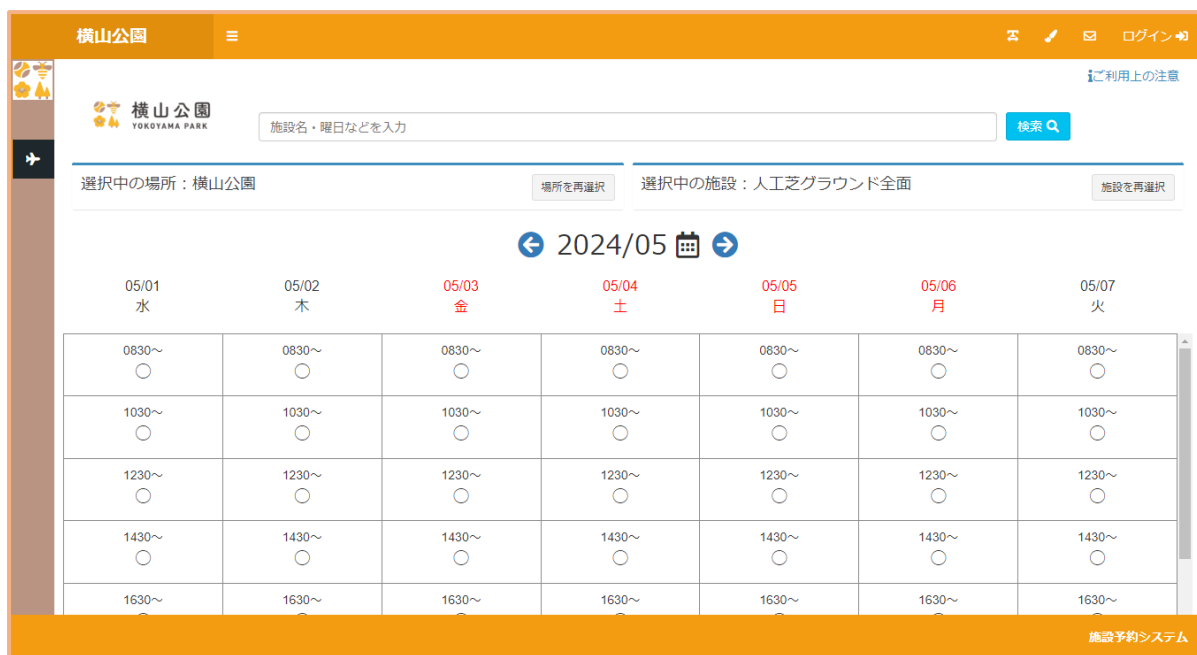 横山公園
ログイン
ご利用上の注意
横山公園
YOKOYAMA PARK
施設名・曜日などを入力
検索
選択中の場所：横山公園
場所を再選択
選択中の施設：人工芝グラウンド全面
施設を再選択
2024/05
05/01 05/02 05/03 05/04 05/05 05/06 05/07
水 木 金 土 日 月 火
0830～ 0830～ 0830～ 0830～ 0830～ 0830～ 0830～
○ ○ ○ ○ ○ ○ ○
1030～ 1030～ 1030～ 1030～ 1030～ 1030～ 1030～
○ ○ ○ ○ ○ ○ ○
1230～ 1230～ 1230～ 1230～ 1230～ 1230～ 1230～
○ ○ ○ ○ ○ ○ ○
1430～ 1430～ 1430～ 1430～ 1430～ 1430～ 1430～
○ ○ ○ ○ ○ ○ ○
1630～ 1630～ 1630～ 1630～ 1630～ 1630～ 1630～
施設予約システム